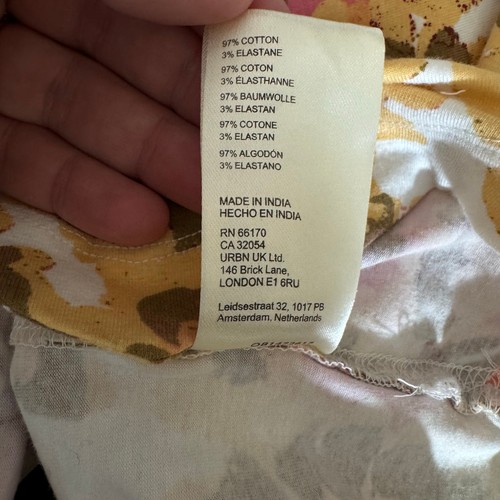 97% COTTON
3% ELASTANE
97% COTON
3% ÉLASTHANNE
97% BAUMWOLLE
3% ELASTAN
97% COTONE
3% ELASTAN
97% ALGODÓN
3% ELASTANO
MADE IN INDIA
HECHO EN INDIA
RN 66170
CA 32054
URBN UK Ltd.
146 Brick Lane,
LONDON E1 6RU
Leidsestraat 32, 1017 PB
Amsterdam, Netherlands